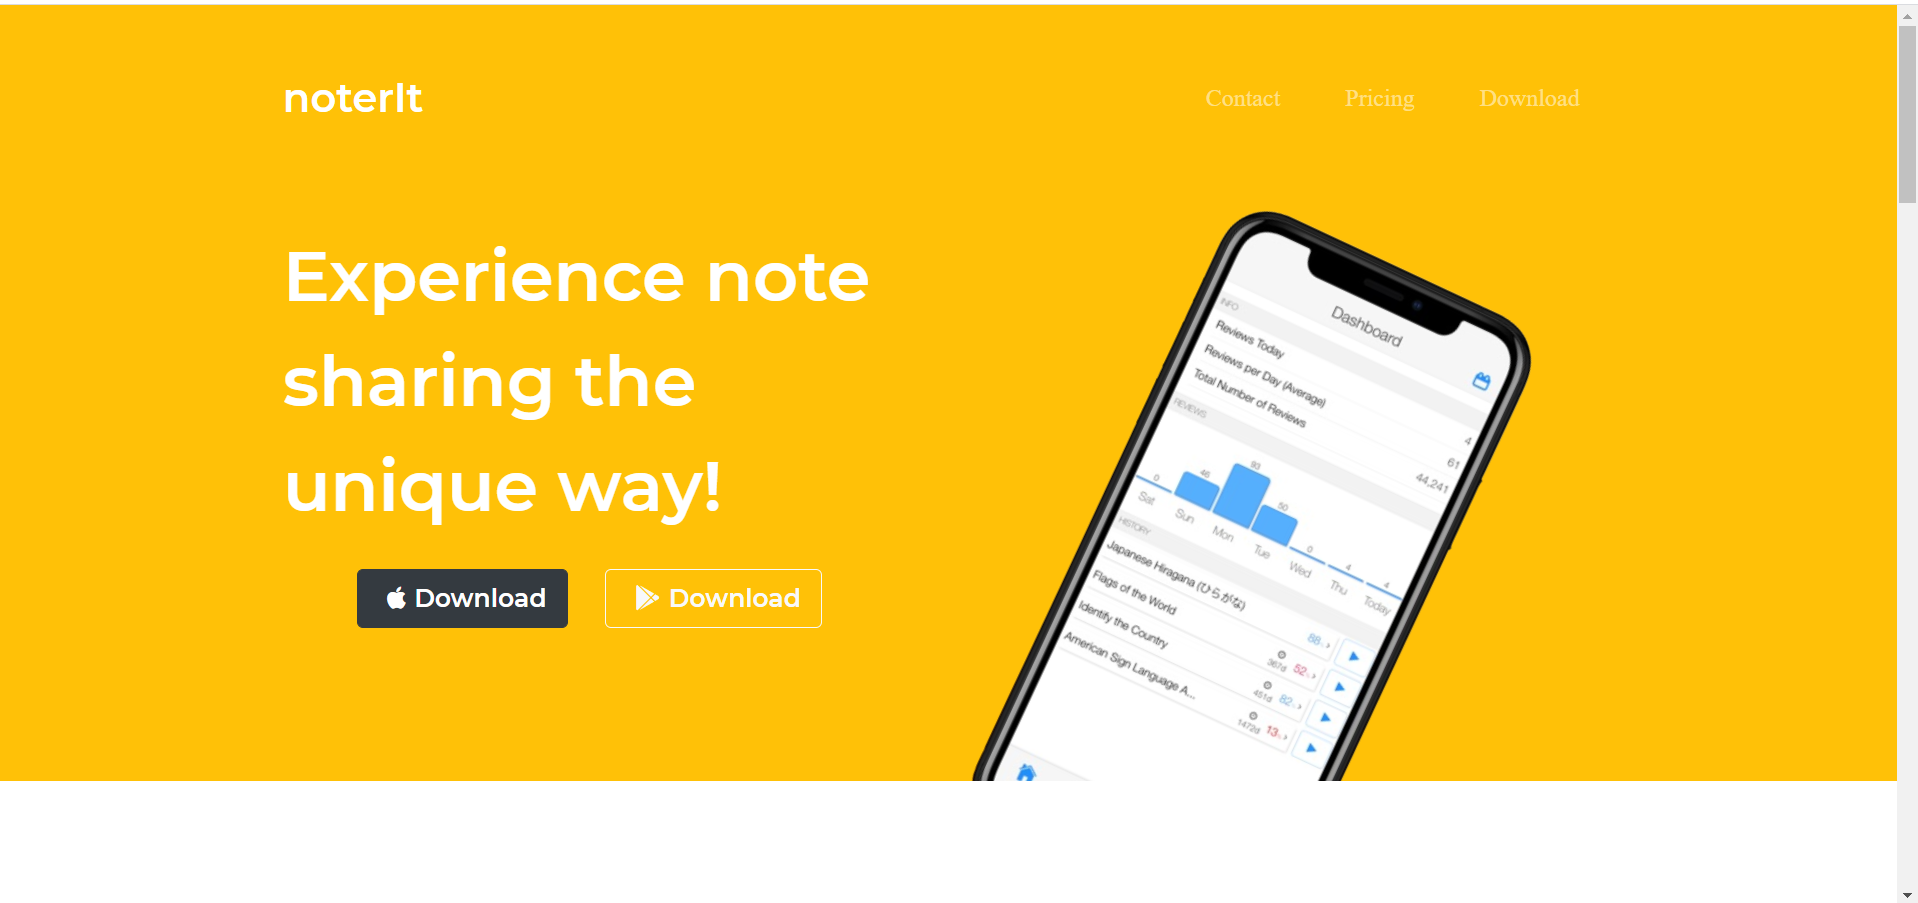 noterIt
Contact Pricing Download
Experience note
sharing the
unique way!
Download Download
Dashboard
INFO
Reviews Today 4
Reviews per Day (Average) 61
Total Number of Reviews 44,241
REVIEWS
0 46 93 50 0 4 4
Sat Sun Mon Tue Wed Thu Today
HISTORY
Japanese Hiragana (ひらがな) 88
Flags of the World 367d 52
Identify the Country 451d 82
American Sign Language A... 1472d 13